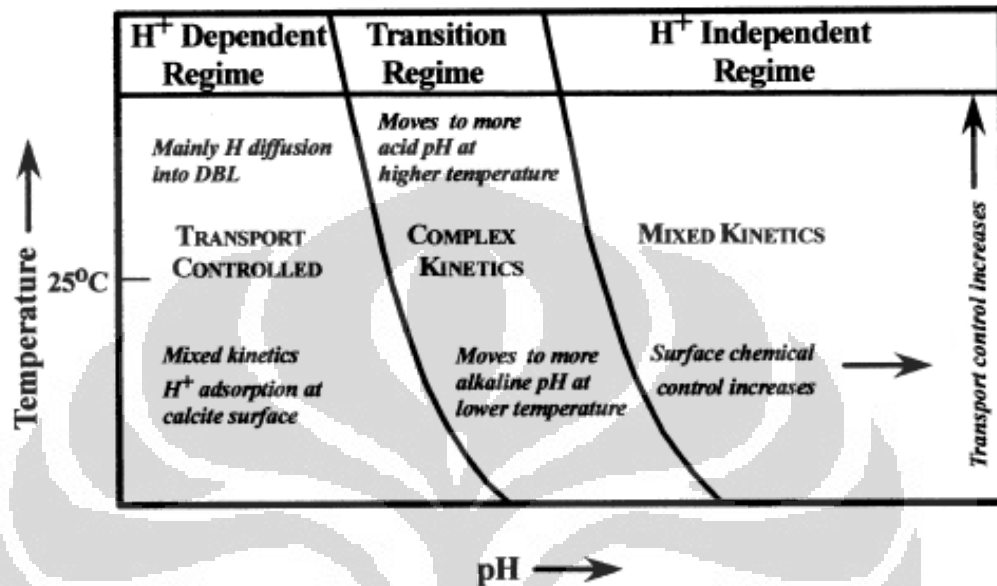 H+ Dependent
Regime
Transition
Regime
H+ Independent
Regime
Mainly H diffusion
into DBL
Moves to more
acid pH at
higher temperature
TRANSPORT
CONTROLLED
COMPLEX
KINETICS
MIXED KINETICS
25°C
Mixed kinetics
H+ adsorption at
calcite surface
Moves to more
alkaline pH at
lower temperature
Surface chemical
control increases
Temperature
Transport control increases
pH